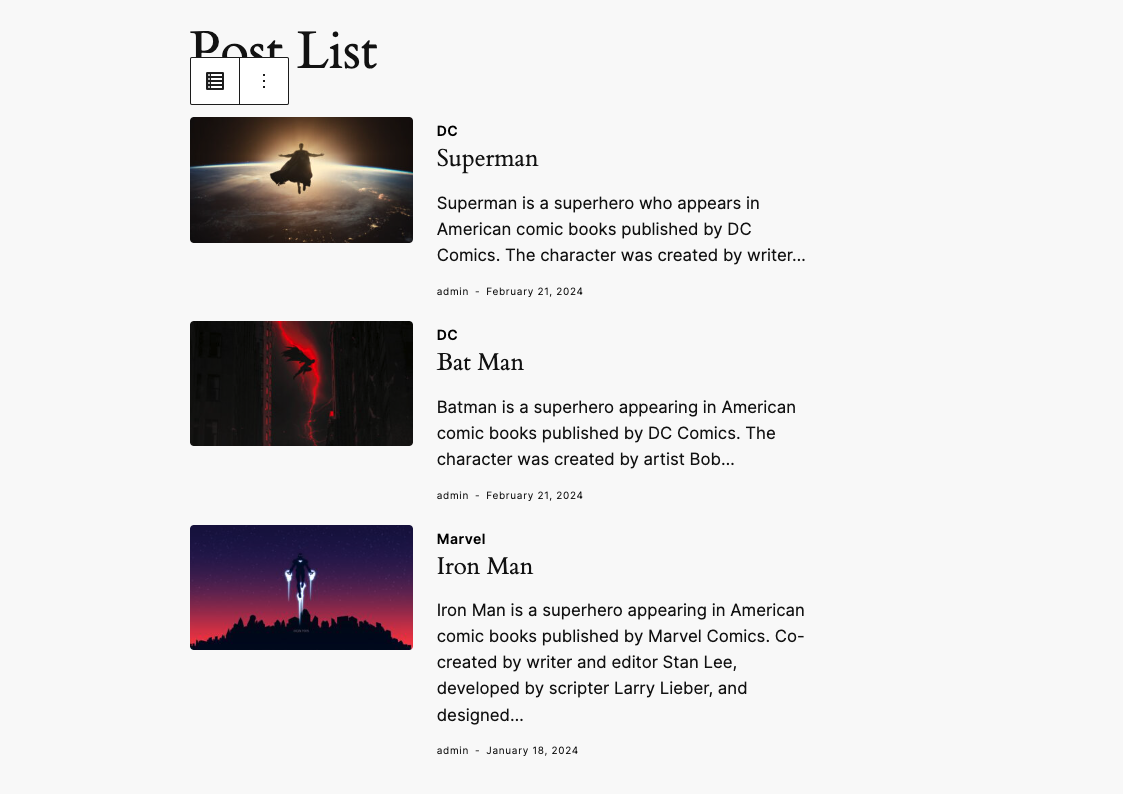 Post List
DC
Superman
Superman is a superhero who appears in
American comic books published by DC
Comics. The character was created by writer…
admin - February 21, 2024
DC
Bat Man
Batman is a superhero appearing in American
comic books published by DC Comics. The
character was created by artist Bob…
admin - February 21, 2024
Marvel
Iron Man
Iron Man is a superhero appearing in American
comic books published by Marvel Comics. Co-
created by writer and editor Stan Lee,
developed by scripter Larry Lieber, and
designed…
admin - January 18, 2024